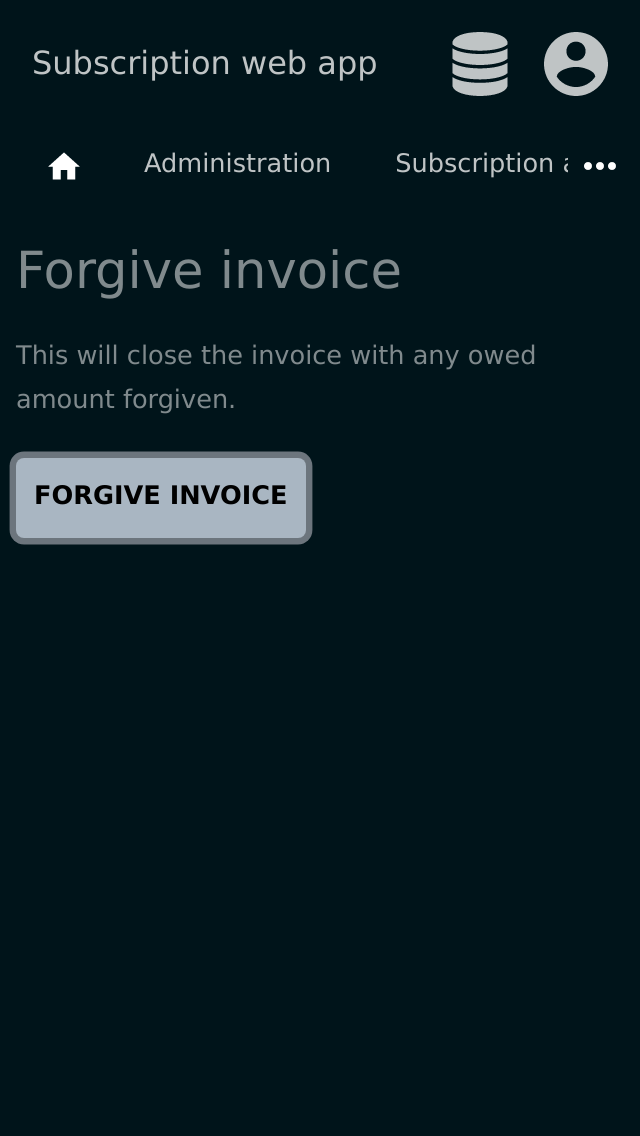 Subscription web app
Administration
Subscription
Forgive invoice
This will close the invoice with any owed
amount forgiven.
FORGIVE INVOICE